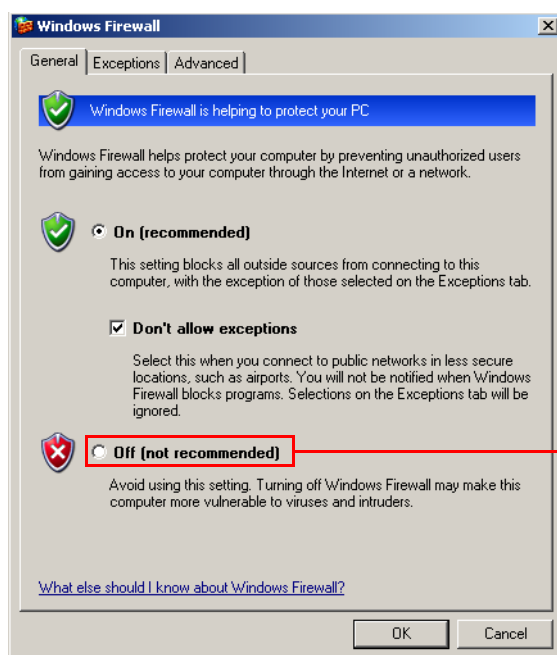 Windows Firewall
General Exceptions Advanced
Windows Firewall is helping to protect your PC
Windows Firewall helps protect your computer by preventing unauthorized users
from gaining access to your computer through the Internet or a network.
On (recommended)
This setting blocks all outside sources from connecting to this
computer, with the exception of those selected on the Exceptions tab.
Don't allow exceptions
Select this when you connect to public networks in less secure
locations, such as airports. You will not be notified when Windows
Firewall blocks programs. Selections on the Exceptions tab will be
ignored.
Off (not recommended)
Avoid using this setting. Turning off Windows Firewall may make this
computer more vulnerable to viruses and intruders.
What else should I know about Windows Firewall?
OK Cancel